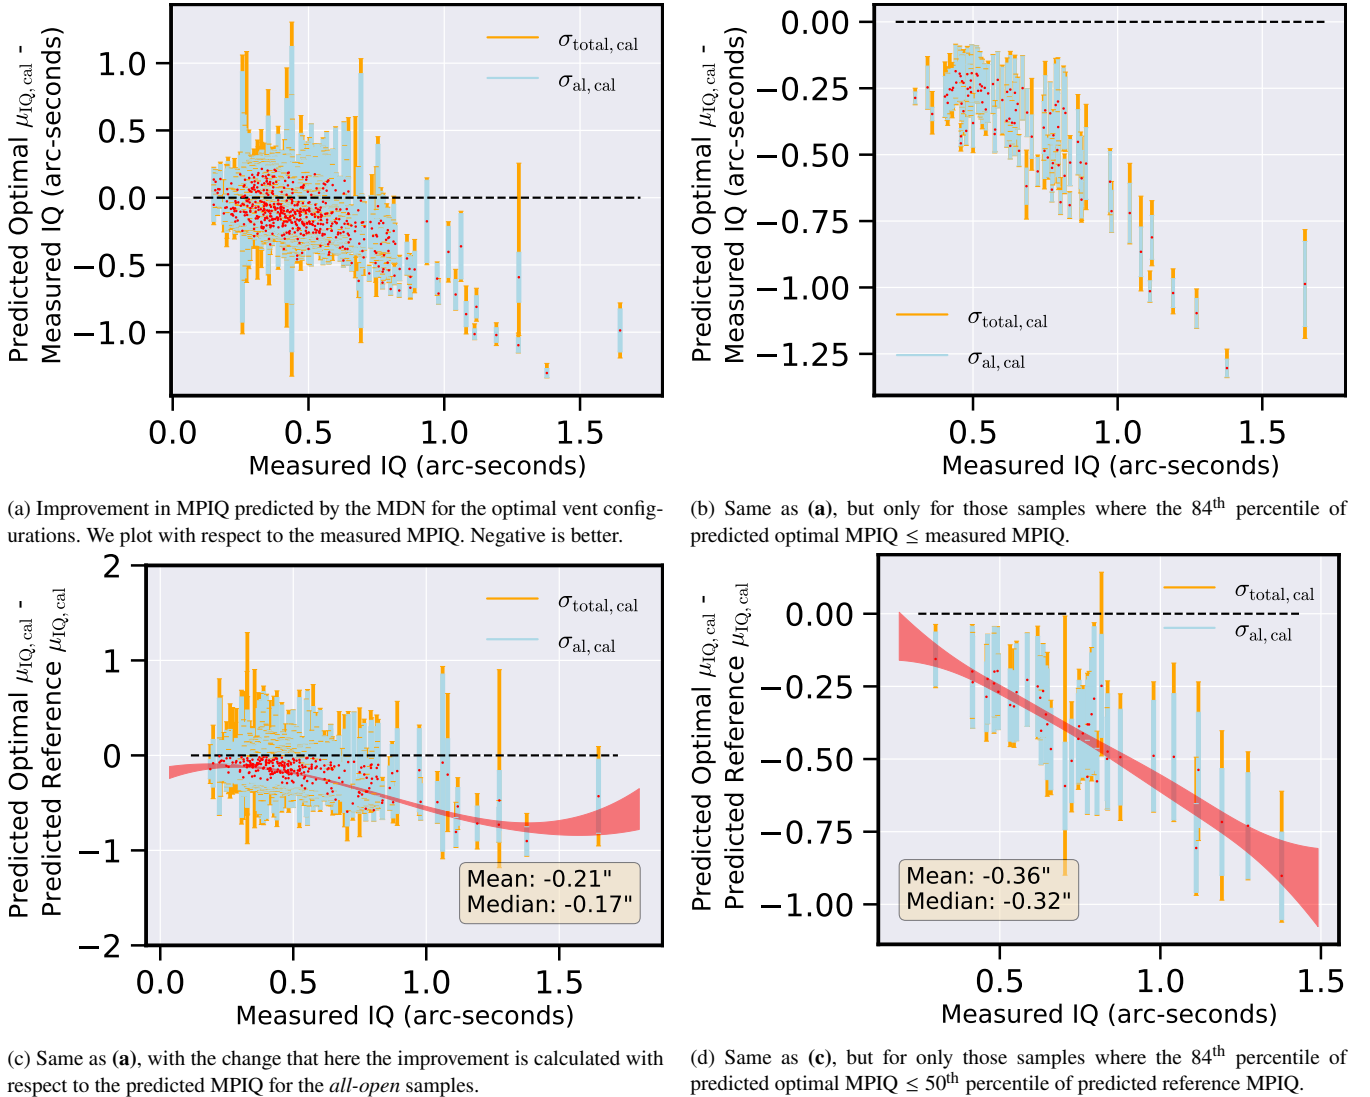 Predicted Optimal μIQ,cal -
Measured IQ (arc-seconds)
1.0
0.5
0.0
−0.5
−1.0
σtotal,cal
σal,cal
0.0 0.5 1.0 1.5
Measured IQ (arc-seconds)
(a) Improvement in MPIQ predicted by the MDN for the optimal vent config-
urations. We plot with respect to the measured MPIQ. Negative is better.
Predicted Optimal μIQ,cal -
Measured IQ (arc-seconds)
0.00
−0.25
−0.50
−0.75
−1.00
−1.25
σtotal,cal
σal,cal
0.5 1.0 1.5
Measured IQ (arc-seconds)
(b) Same as (a), but only for those samples where the 84th percentile of
predicted optimal MPIQ ≤ measured MPIQ.
Predicted Optimal μIQ,cal -
Predicted Reference μIQ,cal
2
1
0
−1
−2
σtotal,cal
σal,cal
Mean: -0.21"
Median: -0.17"
0.0 0.5 1.0 1.5
Measured IQ (arc-seconds)
(c) Same as (a), with the change that here the improvement is calculated with
respect to the predicted MPIQ for the all-open samples.
Predicted Optimal μIQ,cal -
Predicted Reference μIQ,cal
0.00
−0.25
−0.50
−0.75
−1.00
σtotal,cal
σal,cal
Mean: -0.36"
Median: -0.32"
0.5 1.0 1.5
Measured IQ (arc-seconds)
(d) Same as (c), but for only those samples where the 84th percentile of
predicted optimal MPIQ ≤ 50th percentile of predicted reference MPIQ.